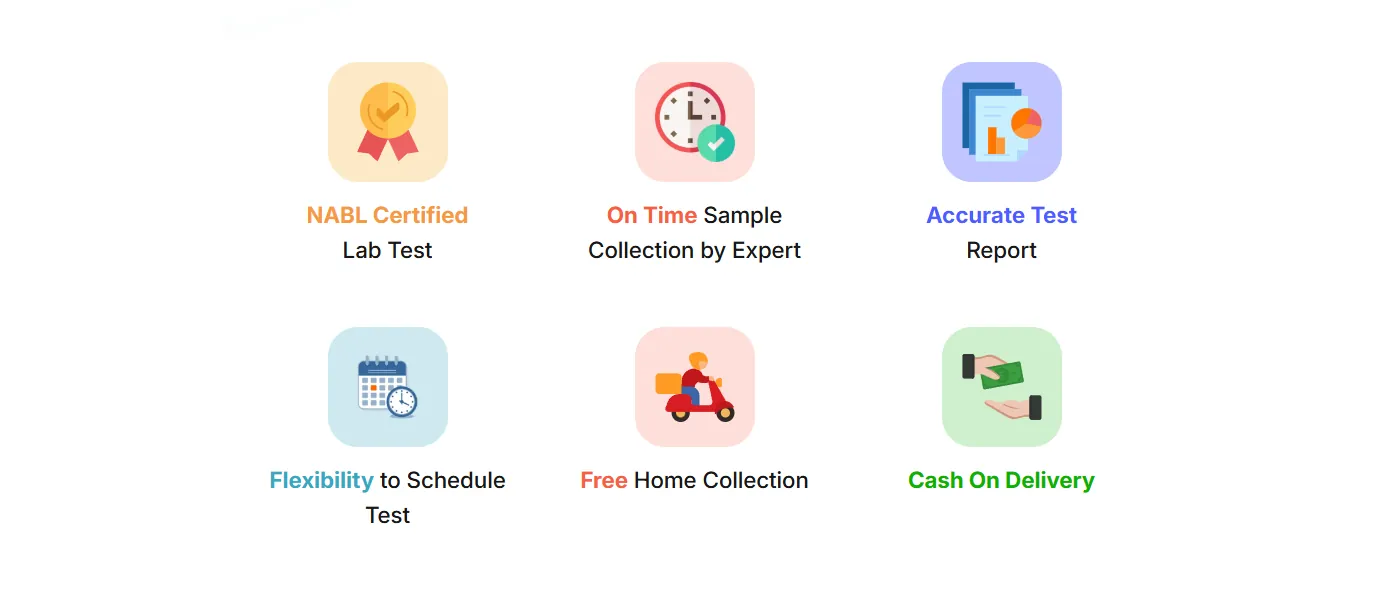 NABL Certified
Lab Test
On Time Sample
Collection by Expert
Accurate Test
Report
Flexibility to Schedule
Test
Free Home Collection
Cash On Delivery